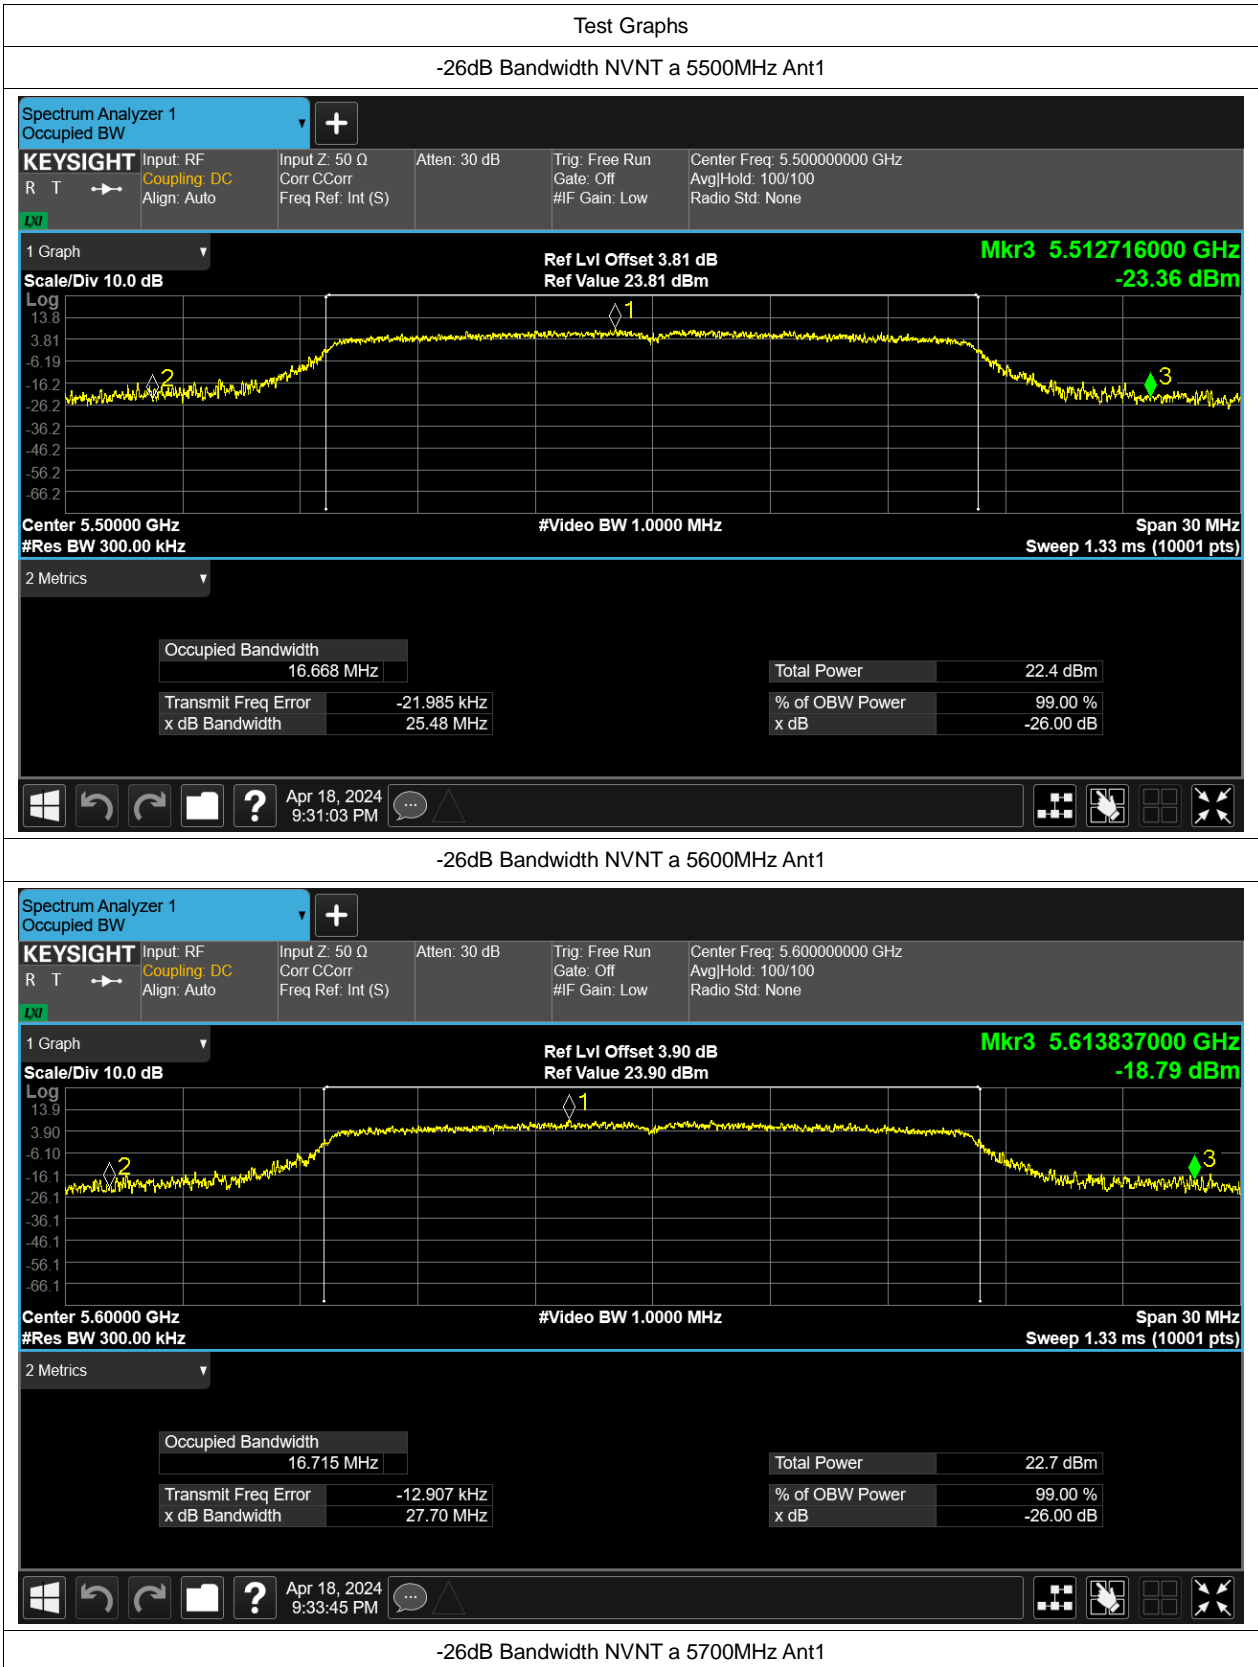 Test Graphs
-26dB Bandwidth NVNT a 5500MHz Ant1
Spectrum Analyzer 1
Occupied BW
KEYSIGHT Input: RF Input Z: 50 Ω Atten: 30 dB Trig: Free Run Center Freq: 5.500000000 GHz
R T Coupling: DC Corr CCorr Gate: Off Avg|Hold: 100/100
Align: Auto Freq Ref: Int (S) #IF Gain: Low Radio Std: None
LXI
1 Graph Ref Lvl Offset 3.81 dB Mkr3 5.512716000 GHz
Scale/Div 10.0 dB Ref Value 23.81 dBm -23.36 dBm
Log
13.8
3.81
-6.19
-16.2
-26.2
-36.2
-46.2
-56.2
-66.2
1
2
3
Center 5.50000 GHz #Video BW 1.0000 MHz Span 30 MHz
#Res BW 300.00 kHz Sweep 1.33 ms (10001 pts)
2 Metrics
Occupied Bandwidth
16.668 MHz Total Power 22.4 dBm
Transmit Freq Error -21.985 kHz % of OBW Power 99.00 %
x dB Bandwidth 25.48 MHz x dB -26.00 dB
? Apr 18, 2024
9:31:03 PM
-26dB Bandwidth NVNT a 5600MHz Ant1
Spectrum Analyzer 1
Occupied BW
KEYSIGHT Input: RF Input Z: 50 Ω Atten: 30 dB Trig: Free Run Center Freq: 5.600000000 GHz
R T Coupling: DC Corr CCorr Gate: Off Avg|Hold: 100/100
Align: Auto Freq Ref: Int (S) #IF Gain: Low Radio Std: None
LXI
1 Graph Ref Lvl Offset 3.90 dB Mkr3 5.613837000 GHz
Scale/Div 10.0 dB Ref Value 23.90 dBm -18.79 dBm
Log
13.9
3.90
-6.10
-16.1
-26.1
-36.1
-46.1
-56.1
-66.1
1
2
3
Center 5.60000 GHz #Video BW 1.0000 MHz Span 30 MHz
#Res BW 300.00 kHz Sweep 1.33 ms (10001 pts)
2 Metrics
Occupied Bandwidth
16.715 MHz Total Power 22.7 dBm
Transmit Freq Error -12.907 kHz % of OBW Power 99.00 %
x dB Bandwidth 27.70 MHz x dB -26.00 dB
? Apr 18, 2024
9:33:45 PM
-26dB Bandwidth NVNT a 5700MHz Ant1